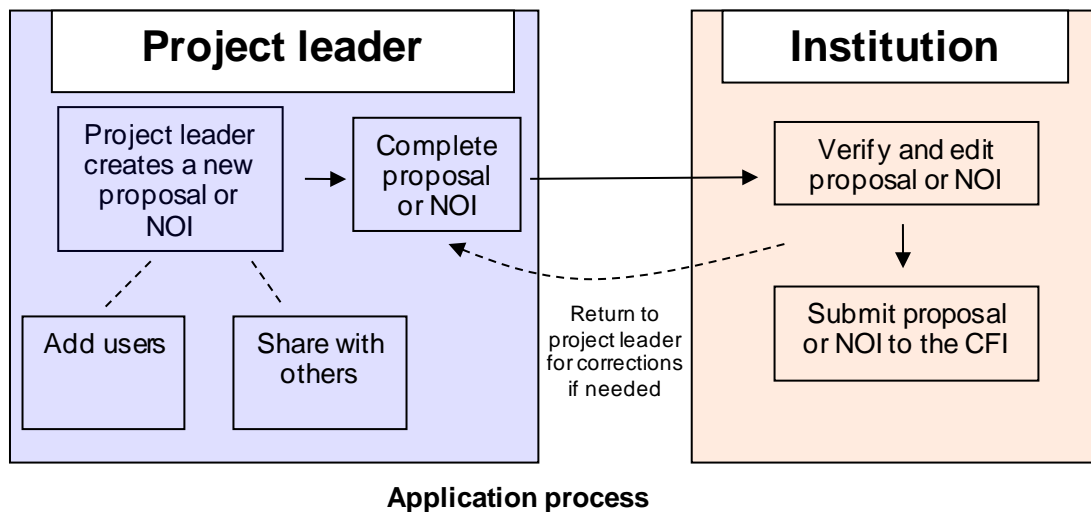 Project leader
Institution
Project leader
creates a new
proposal or
NOI
Complete
proposal
or NOI
Verify and edit
proposal or NOI
Add users
Share with
others
Return to
project leader
for corrections
if needed
Submit proposal
or NOI to the CFI
Application process